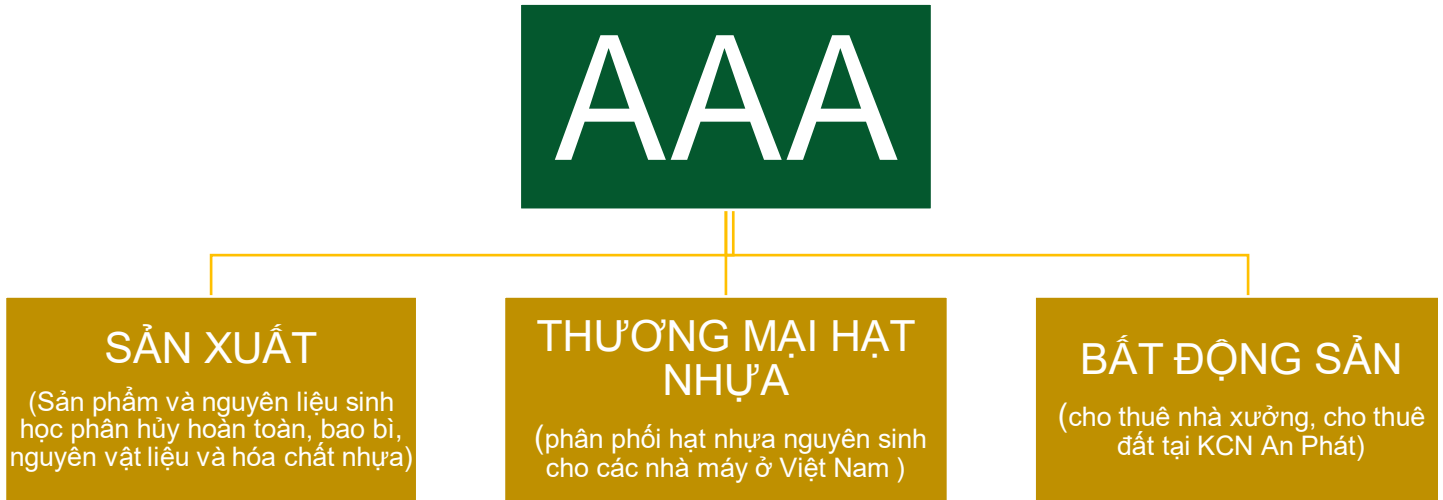 AAA
SẢN XUẤT
(Sản phẩm và nguyên liệu sinh
học phân hủy hoàn toàn, bao bì,
nguyên vật liệu và hóa chất nhựa)
THƯƠNG MẠI HẠT
NHỰA
(phân phối hạt nhựa nguyên sinh
cho các nhà máy ở Việt Nam )
BẤT ĐỘNG SẢN
(cho thuê nhà xưởng, cho thuê
đất tại KCN An Phát)